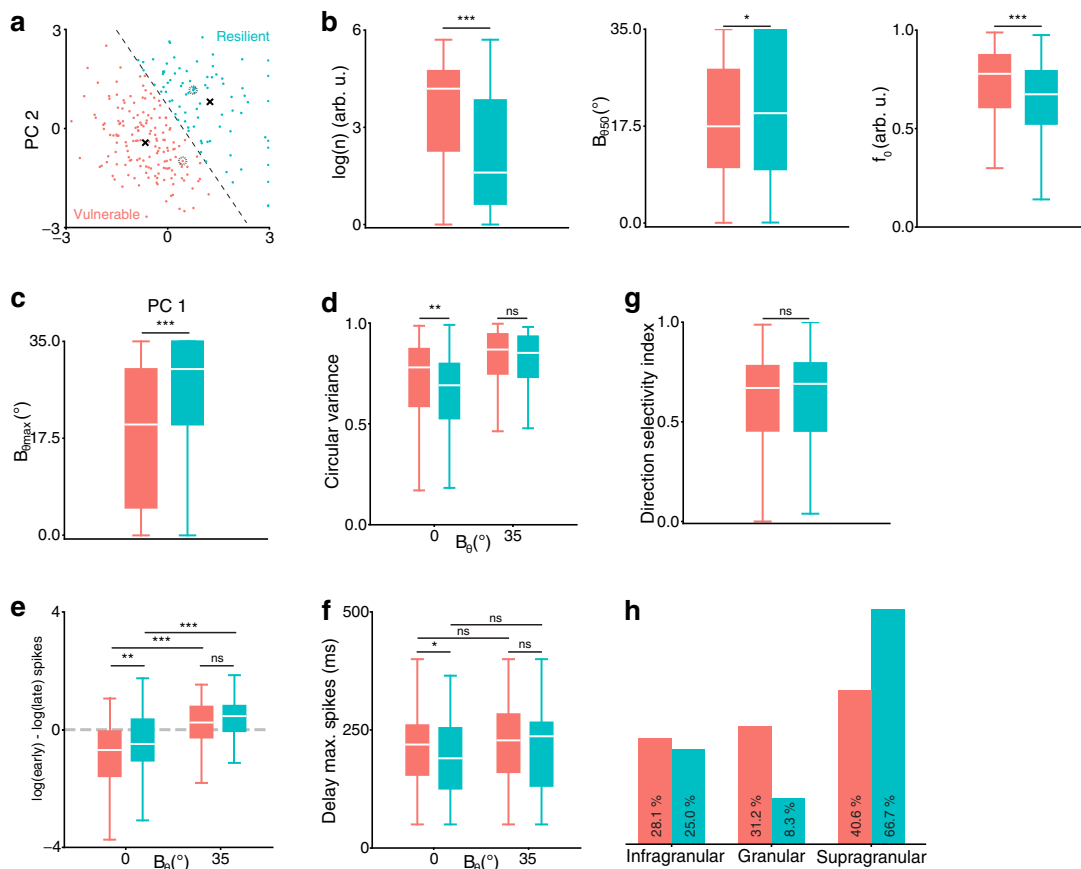 a
3
Resilient
PC 2
0
Vulnerable
−3
−3
0
3
PC 1
b
***
6
log(n) (arb. u.)
3
0
*
35.0
Bθ50(°)
17.5
0.0
***
1.0
f0(arb. u.)
0.5
0.0
c
***
35.0
Bθmax(°)
17.5
0.0
d
**
ns
1.0
Circular variance
0.5
0.0
0
35
Bθ(°)
g
ns
1.0
Direction selectivity index
0.5
0.0
e
4
***
***
**
ns
log(early) - log(late) spikes
0
−4
0
35
Bθ(°)
f
500
ns
ns
*
ns
Delay max. spikes (ms)
250
0
0
35
Bθ(°)
h
28.1 %
25.0 %
31.2 %
8.3 %
40.6 %
66.7 %
Infragranular
Granular
Supragranular